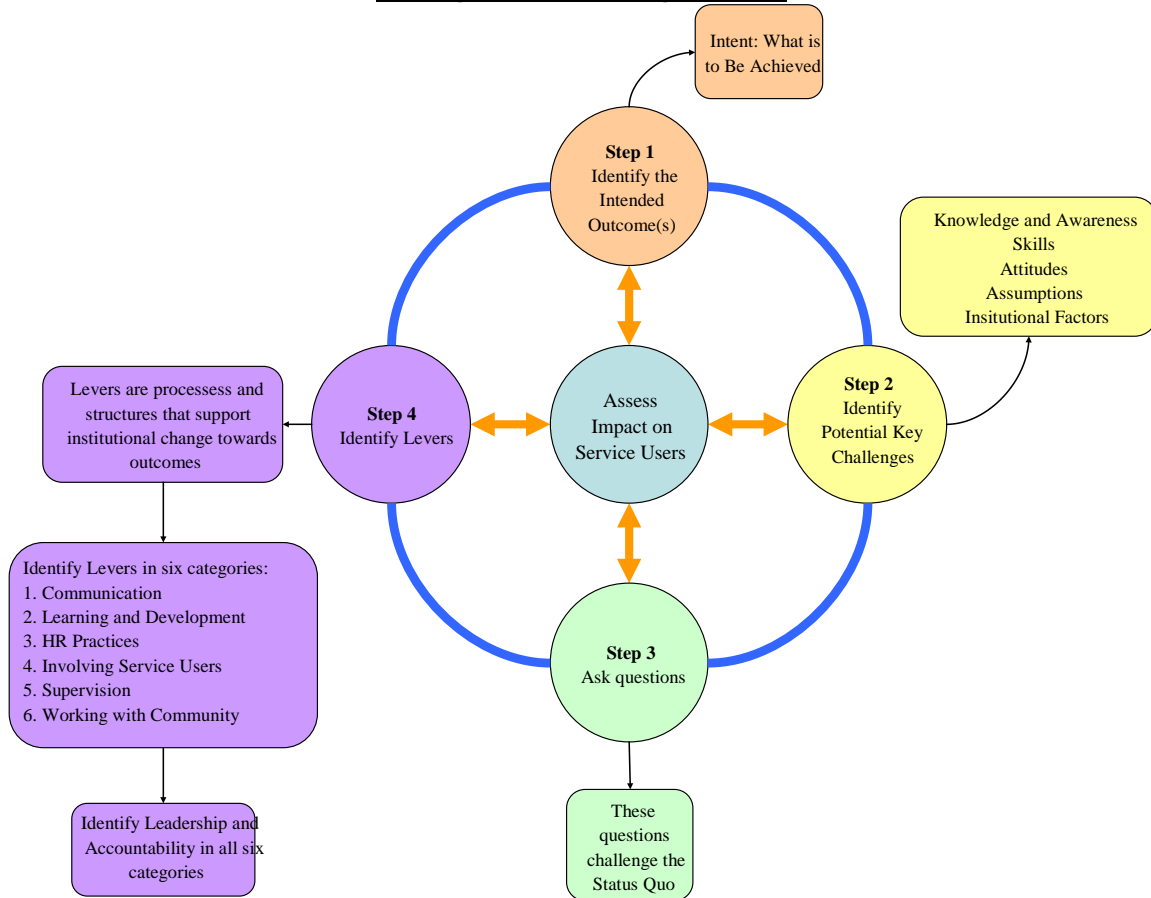 Intent: What is
to Be Achieved
Step 1
Identify the
Intended
Outcome(s)
Knowledge and Awareness
Skills
Attitudes
Assumptions
Insitutional Factors
Step 2
Identify
Potential Key
Challenges
Assess
Impact on
Service Users
Step 4
Identify Levers
Levers are processess and
structures that support
institutional change towards
outcomes
Identify Levers in six categories:
1. Communication
2. Learning and Development
3. HR Practices
4. Involving Service Users
5. Supervision
6. Working with Community
Identify Leadership and
Accountability in all six
categories
Step 3
Ask questions
These
questions
challenge the
Status Quo